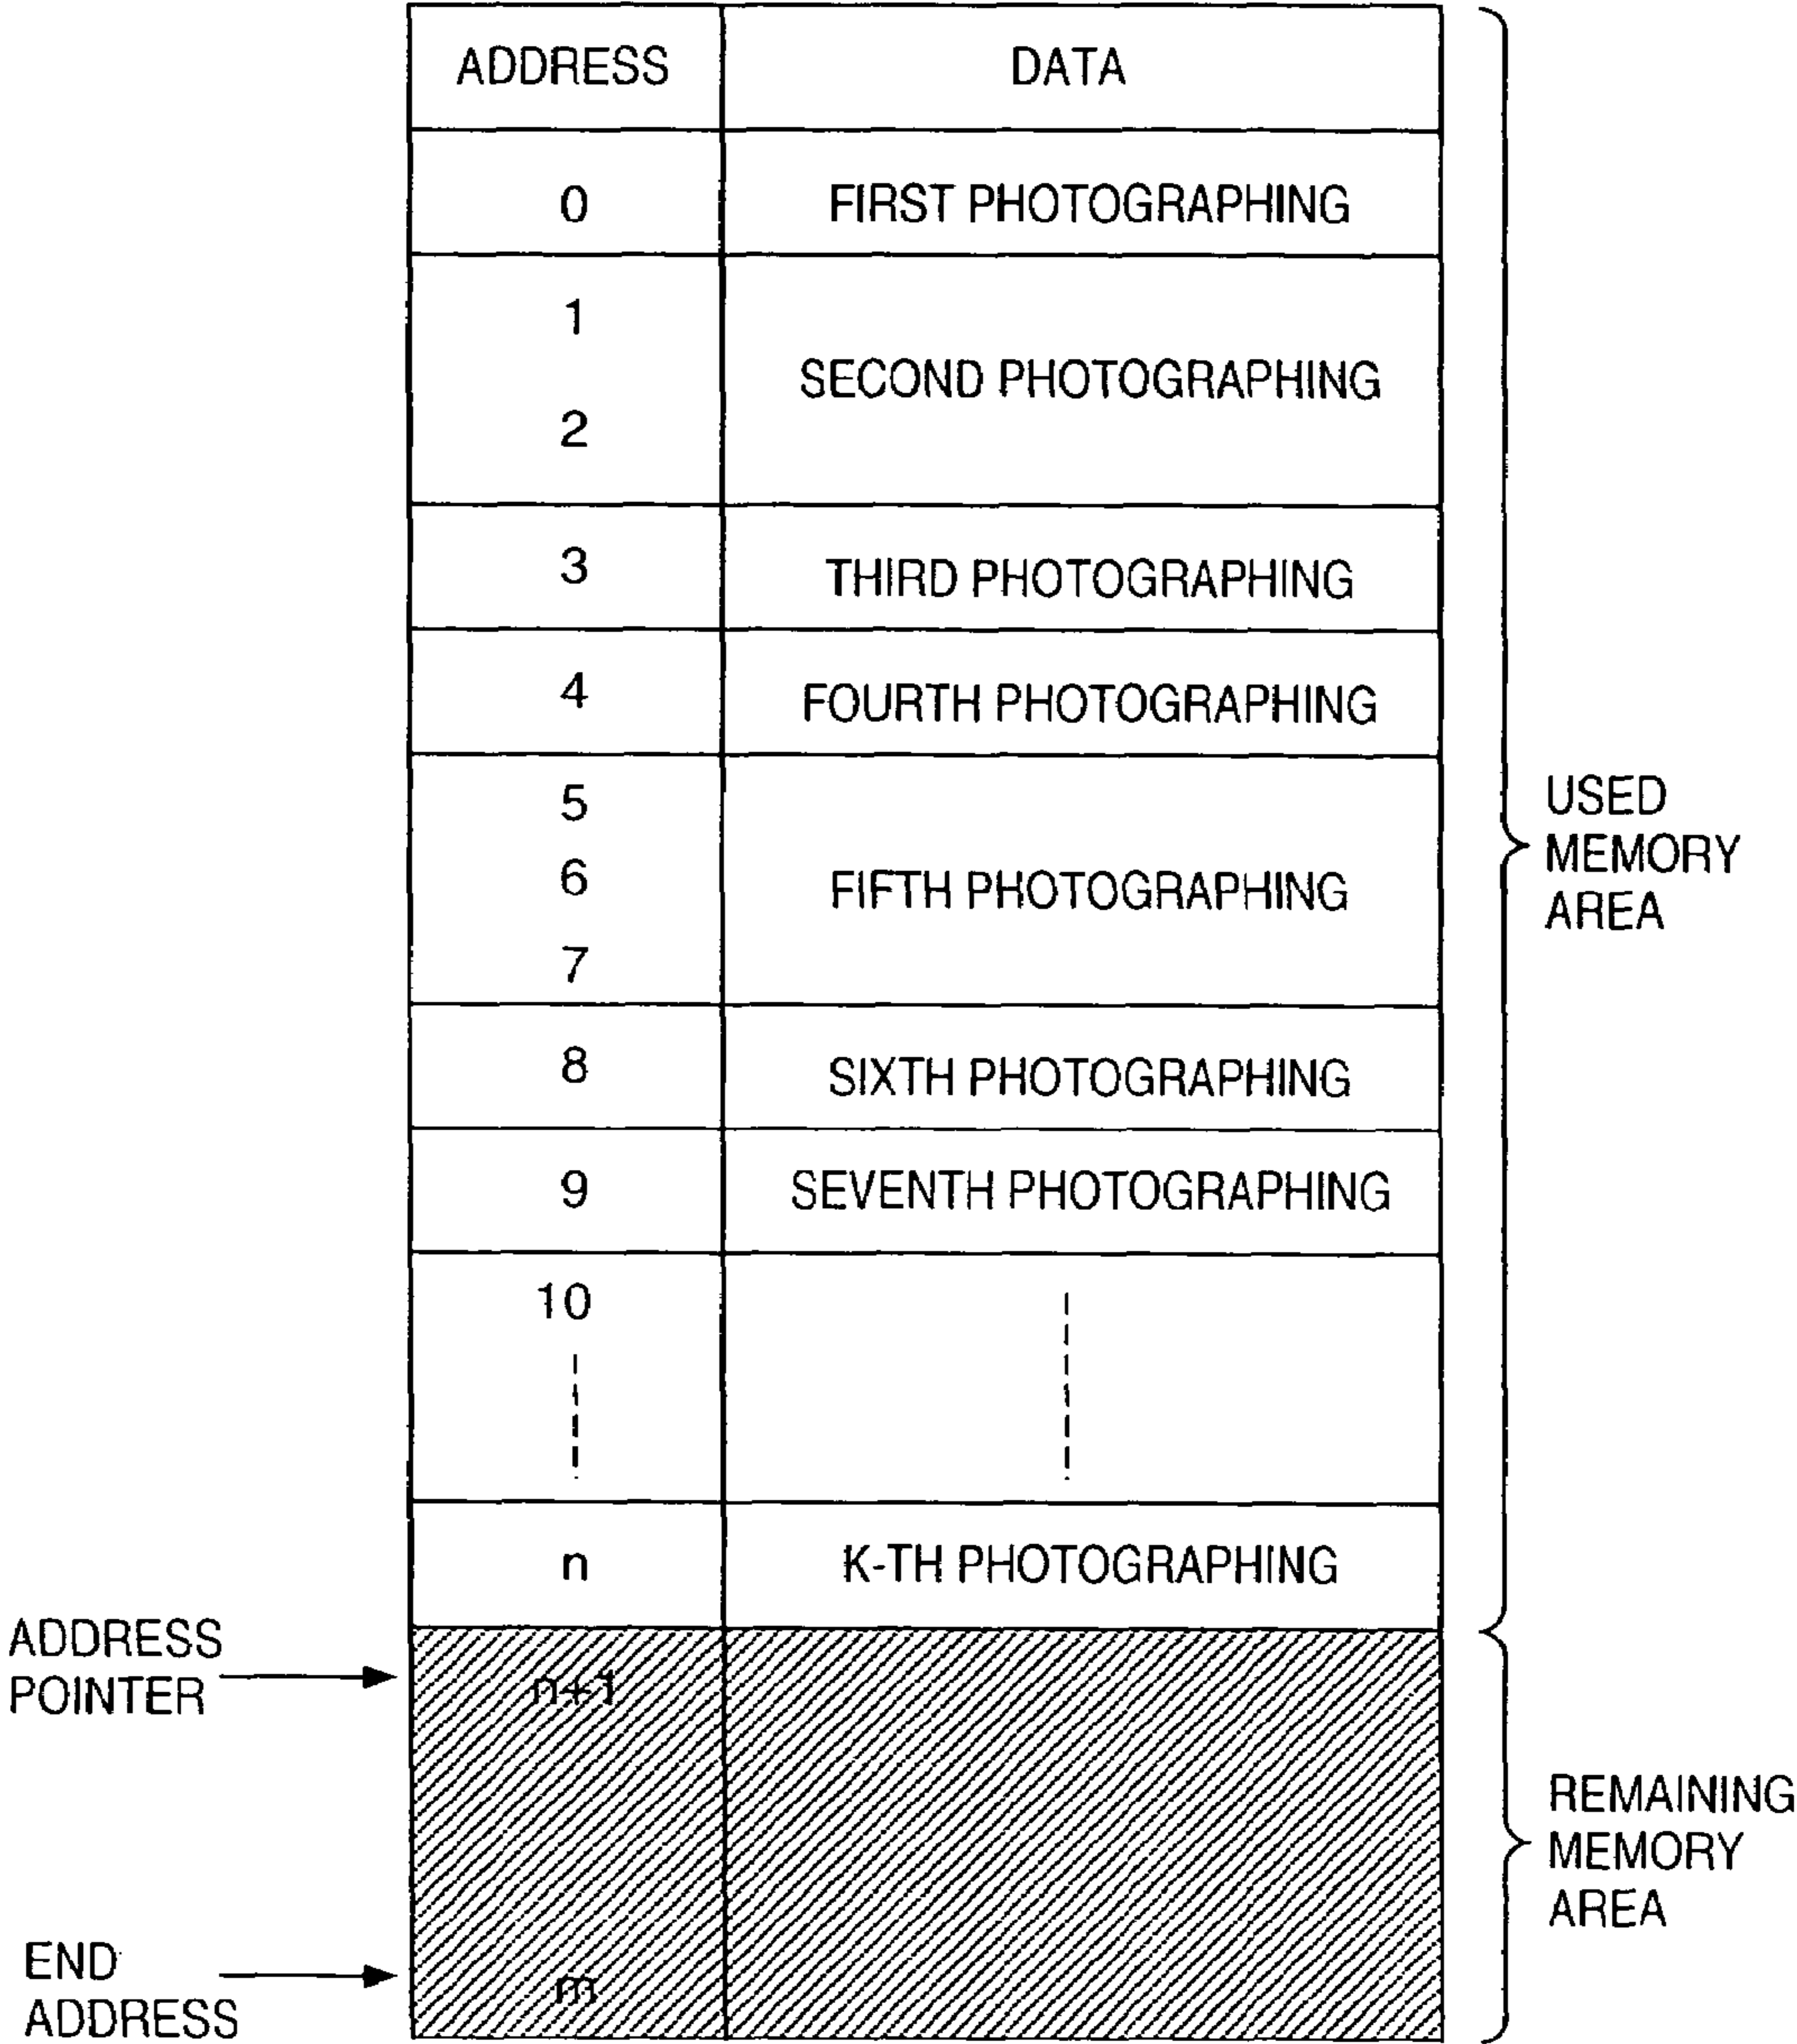 ADDRESS DATA
0 FIRST PHOTOGRAPHING
1
SECOND PHOTOGRAPHING
2
3 THIRD PHOTOGRAPHING
4 FOURTH PHOTOGRAPHING
5
6 FIFTH PHOTOGRAPHING
7
8 SIXTH PHOTOGRAPHING
9 SEVENTH PHOTOGRAPHING
10
n K-TH PHOTOGRAPHING
USED
MEMORY
AREA
ADDRESS
POINTER
n+1
REMAINING
MEMORY
AREA
END
ADDRESS
m